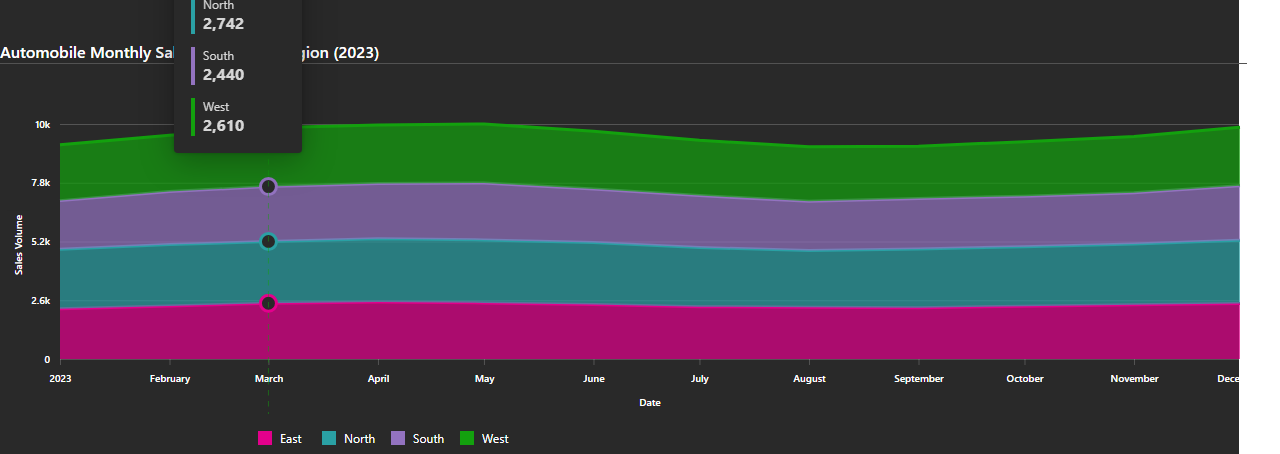 North
2,742
Automobile Monthly Sal
gion (2023)
South
2,440
West
2,610
10k
7.8k
5.2k
2.6k
0
Sales Volume
2023 February March April May June July August September October November Dece
Date
East North South West